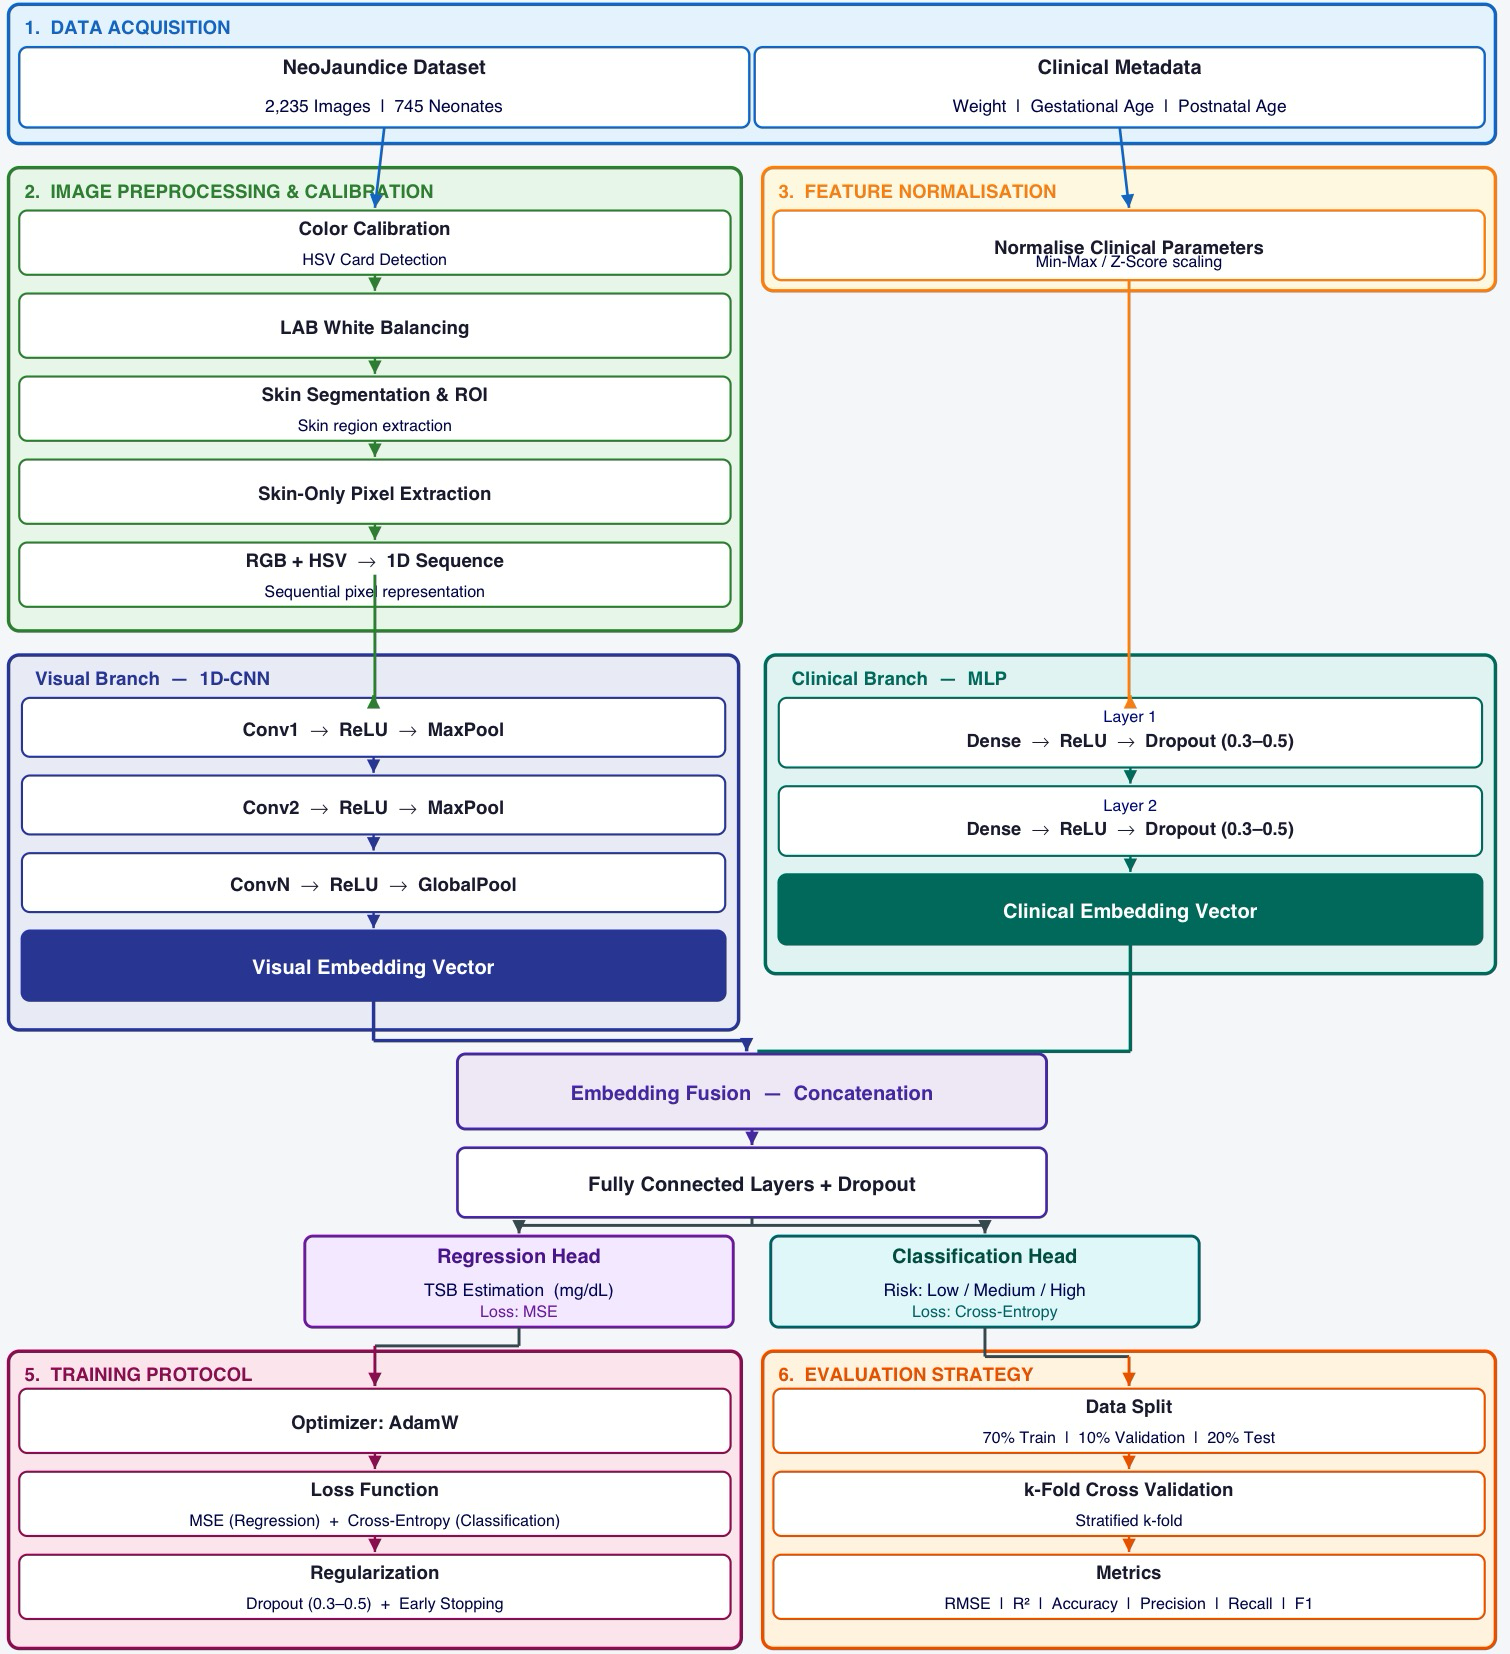 1. DATA ACQUISITION
NeoJaundice Dataset
2,235 Images | 745 Neonates
Clinical Metadata
Weight | Gestational Age | Postnatal Age
2. IMAGE PREPROCESSING & CALIBRATION
Color Calibration
HSV Card Detection
LAB White Balancing
Skin Segmentation & ROI
Skin region extraction
Skin-Only Pixel Extraction
RGB + HSV → 1D Sequence
Sequential pixel representation
3. FEATURE NORMALISATION
Normalise Clinical Parameters
Min-Max / Z-Score scaling
Visual Branch — 1D-CNN
Conv1 → ReLU → MaxPool
Conv2 → ReLU → MaxPool
ConvN → ReLU → GlobalPool
Visual Embedding Vector
Clinical Branch — MLP
Layer 1
Dense → ReLU → Dropout (0.3–0.5)
Layer 2
Dense → ReLU → Dropout (0.3–0.5)
Clinical Embedding Vector
Embedding Fusion — Concatenation
Fully Connected Layers + Dropout
Regression Head
TSB Estimation (mg/dL)
Loss: MSE
Classification Head
Risk: Low / Medium / High
Loss: Cross-Entropy
5. TRAINING PROTOCOL
Optimizer: AdamW
Loss Function
MSE (Regression) + Cross-Entropy (Classification)
Regularization
Dropout (0.3–0.5) + Early Stopping
6. EVALUATION STRATEGY
Data Split
70% Train | 10% Validation | 20% Test
k-Fold Cross Validation
Stratified k-fold
Metrics
RMSE | R² | Accuracy | Precision | Recall | F1